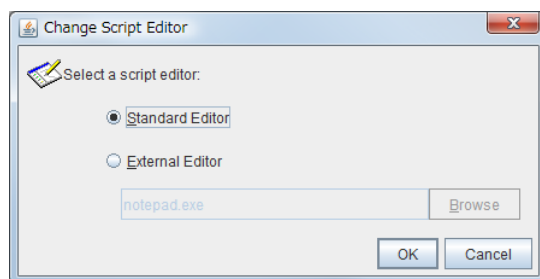 Change Script Editor
Select a script editor:
Standard Editor
External Editor
notepad.exe
Browse
OK Cancel